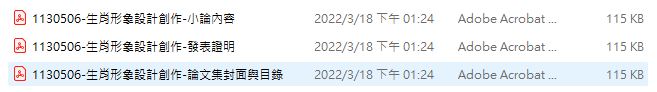 1130506-生肖形象設計創作-小論內容 2022/3/18 下午 01:24 Adobe Acrobat ... 115 KB
1130506-生肖形象設計創作-發表證明 2022/3/18 下午 01:24 Adobe Acrobat ... 115 KB
1130506-生肖形象設計創作-論文集封面與目錄 2022/3/18 下午 01:24 Adobe Acrobat ... 115 KB